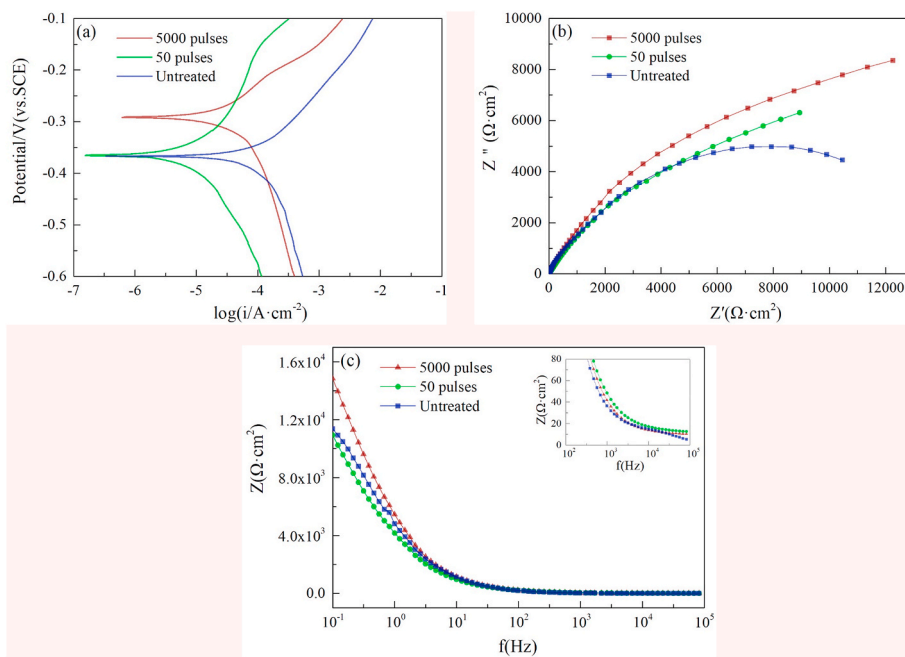 (a)
5000 pulses
50 pulses
Untreated
Potential/V(vs.SCE)
-0.1
-0.2
-0.3
-0.4
-0.5
-0.6
-7 -6 -5 -4 -3 -2 -1
log(i/A·cm⁻²)
(b)
5000 pulses
50 pulses
Untreated
Z" (Ω·cm²)
10000
8000
6000
4000
2000
0
0 2000 4000 6000 8000 10000 12000
Z'(Ω·cm²)
(c)
5000 pulses
50 pulses
Untreated
Z(Ω·cm²)
1.6x10⁴
1.2x10⁴
8.0x10³
4.0x10³
0.0
10⁻¹ 10⁰ 10¹ 10² 10³ 10⁴ 10⁵
f(Hz)
Z(Ω·cm²)
80
60
40
20
0
10² 10³ 10⁴ 10⁵
f(Hz)